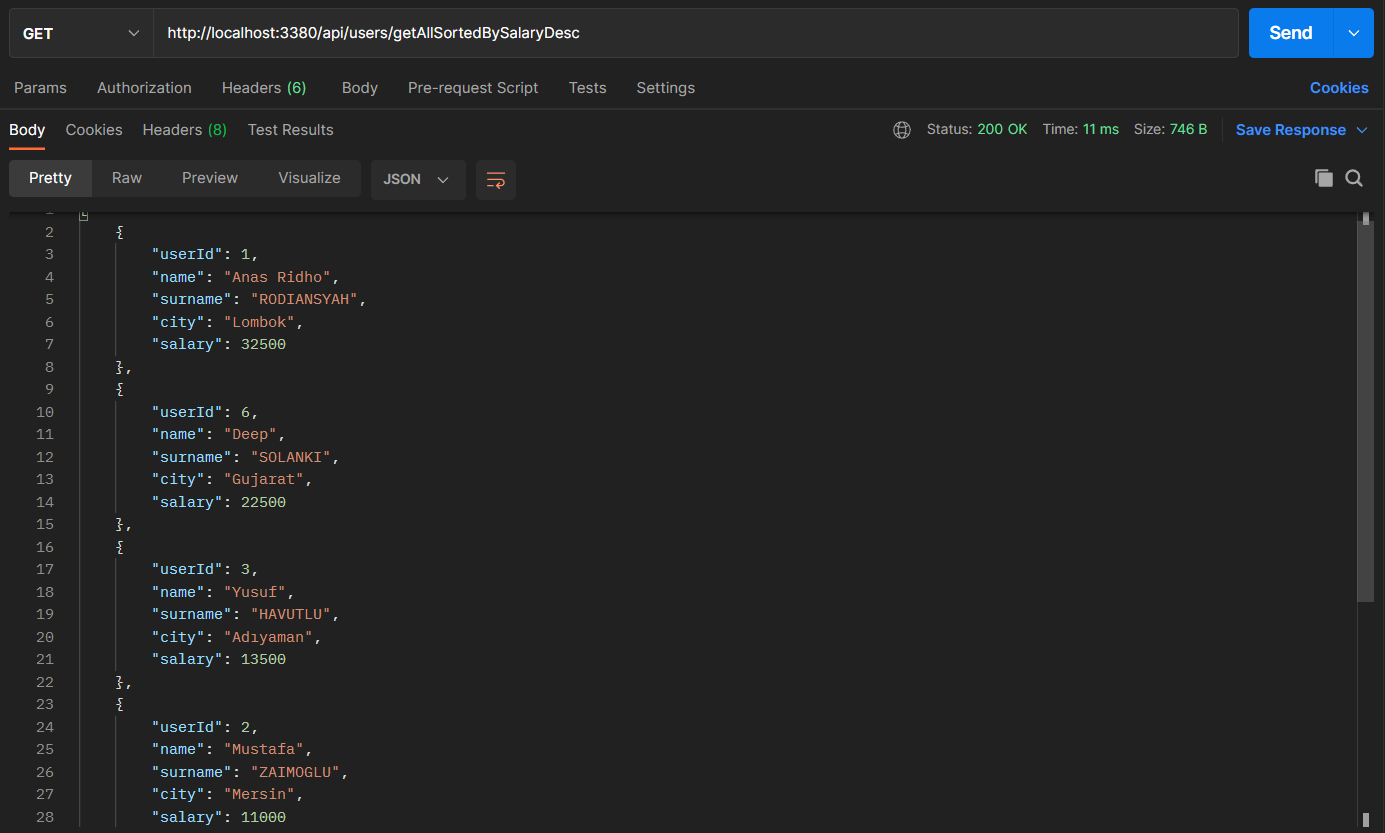 GET http://localhost:3380/api/users/getAllSortedBySalaryDesc Send
Params Authorization Headers (6) Body Pre-request Script Tests Settings Cookies
Body Cookies Headers (8) Test Results Status: 200 OK Time: 11 ms Size: 746 B Save Response
Pretty Raw Preview Visualize JSON
1 [
2 {
3 "userId": 1,
4 "name": "Anas Ridho",
5 "surname": "RODIANSYAH",
6 "city": "Lombok",
7 "salary": 32500
8 },
9 {
10 "userId": 6,
11 "name": "Deep",
12 "surname": "SOLANKI",
13 "city": "Gujarat",
14 "salary": 22500
15 },
16 {
17 "userId": 3,
18 "name": "Yusuf",
19 "surname": "HAVUTLU",
20 "city": "Adıyaman",
21 "salary": 13500
22 },
23 {
24 "userId": 2,
25 "name": "Mustafa",
26 "surname": "ZAIMOGLU",
27 "city": "Mersin",
28 "salary": 11000